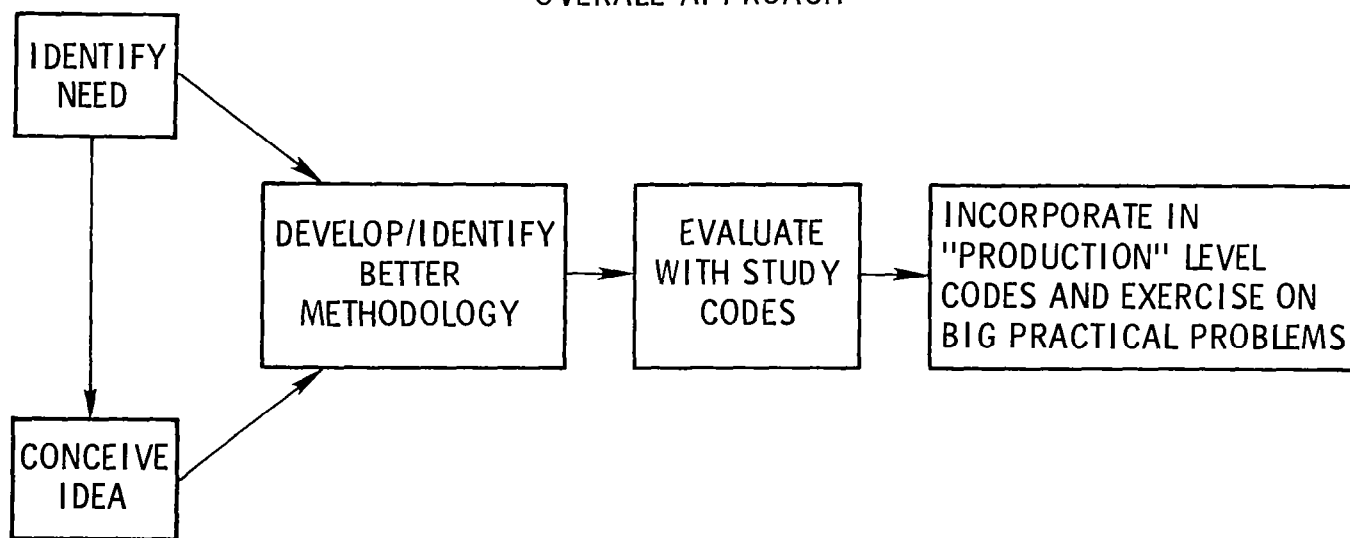 OVERALL APPROACH
IDENTIFY
NEED
DEVELOP/IDENTIFY
BETTER
METHODOLOGY
EVALUATE
WITH STUDY
CODES
INCORPORATE IN
"PRODUCTION" LEVEL
CODES AND EXERCISE ON
BIG PRACTICAL PROBLEMS
CONCEIVE
IDEA